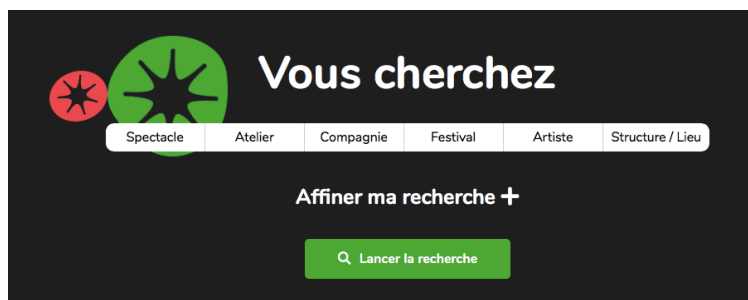 Vous cherchez
Spectacle Atelier Compagnie Festival Artiste Structure / Lieu
Affiner ma recherche +
Lancer la recherche